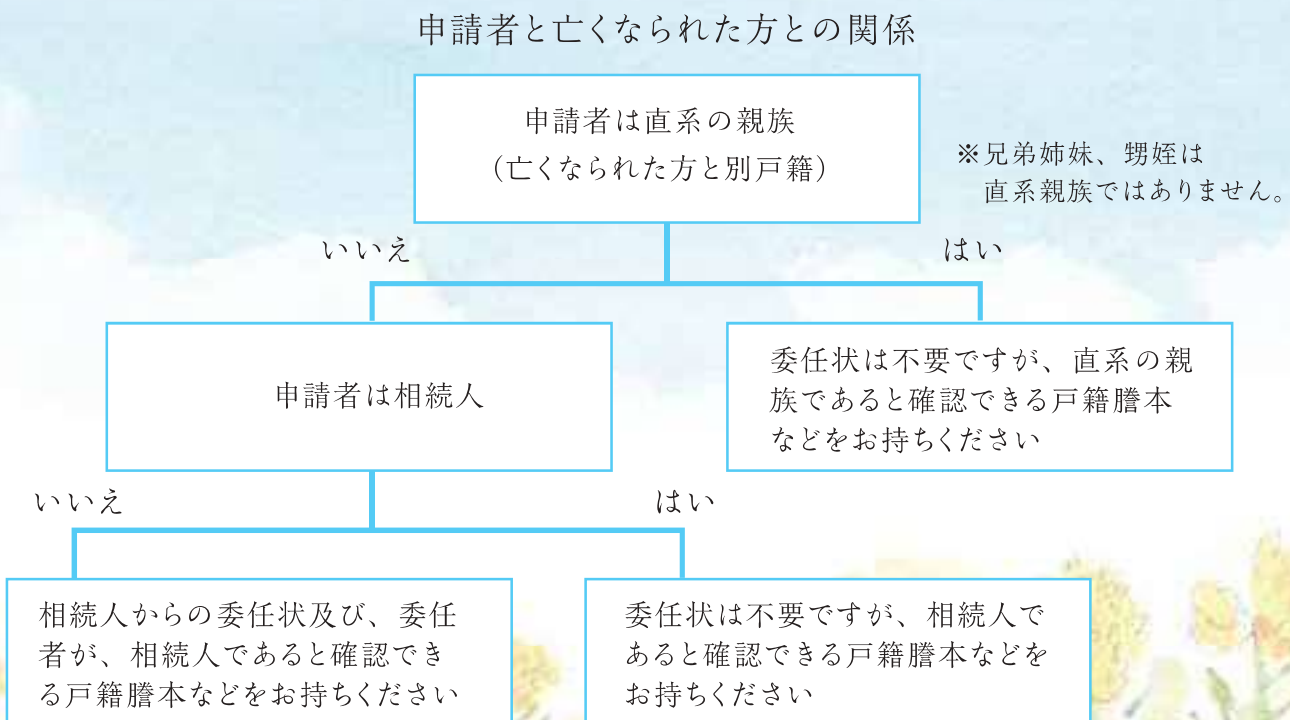 申請者と亡くなられた方との関係
申請者は直系の親族
(亡くなられた方と別戸籍)
※兄弟姉妹、甥姪は
直系親族ではありません。
いいえ
はい
申請者は相続人
委任状は不要ですが、直系の親
族であると確認できる戸籍謄本
などをお持ちください
いいえ
はい
相続人からの委任状及び、委任
者が、相続人であると確認でき
る戸籍謄本などをお持ちください
委任状は不要ですが、相続人で
あると確認できる戸籍謄本などを
お持ちください